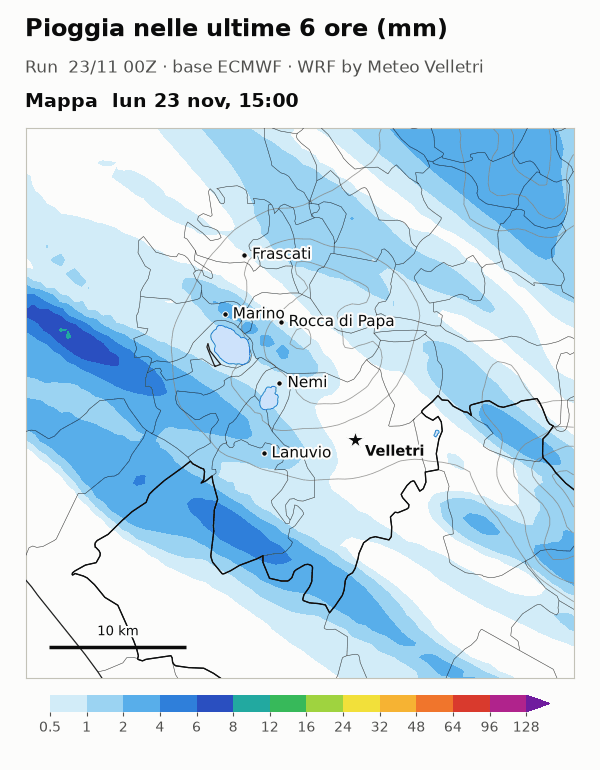 Pioggia nelle ultime 6 ore (mm)
Run  23/11 00Z · base ECMWF · WRF by Meteo Velletri
Mappa  lun 23 nov, 15:00
Frascati
Marino
Rocca di Papa
Nemi
Velletri
Lanuvio
10 km
0.5 1 2 4 6 8 12 16 24 32 48 64 96 128